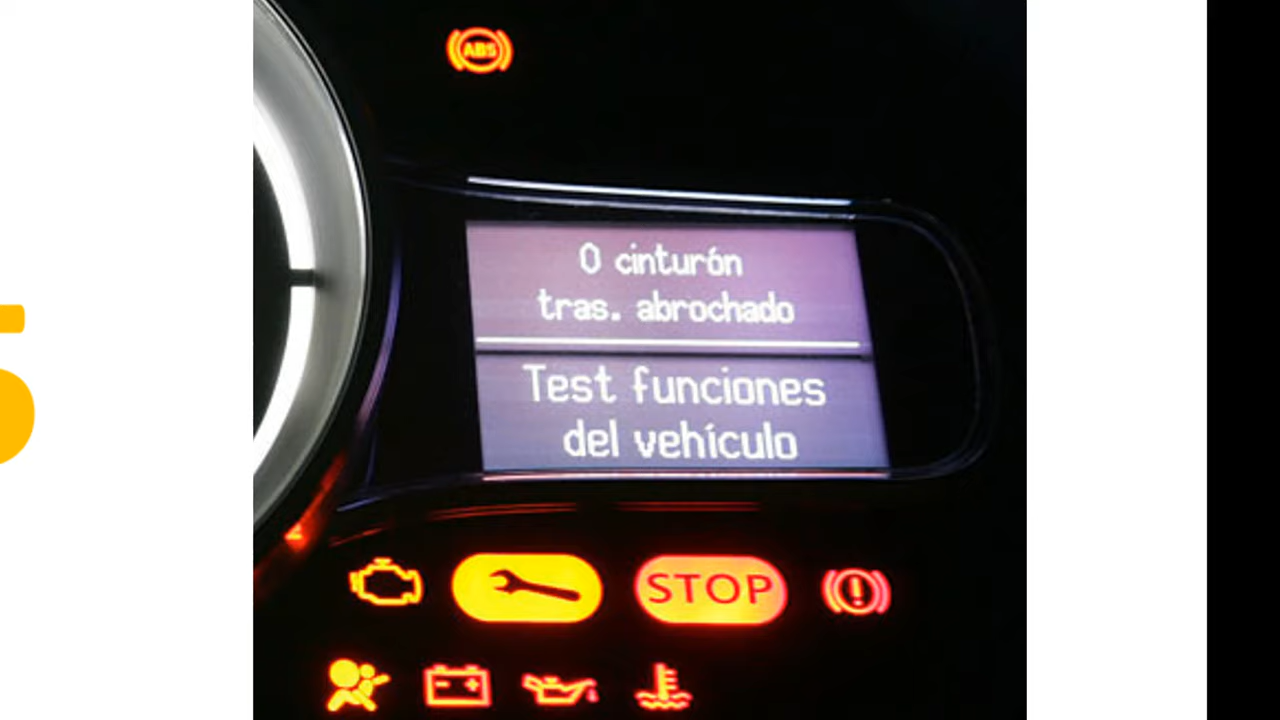 ABS
0 cinturón
tras. abrochado
Test funciones
del vehículo
STOP